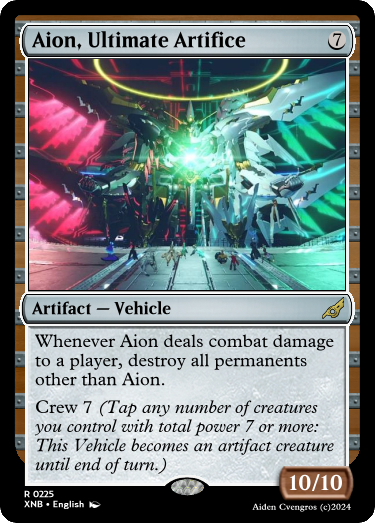 Aion, Ultimate Artifice
7
Artifact — Vehicle
Whenever Aion deals combat damage
to a player, destroy all permanents
other than Aion.
Crew 7 (Tap any number of creatures
you control with total power 7 or more:
This Vehicle becomes an artifact creature
until end of turn.)
10/10
R 0225
XNB • English
Aiden Cvengros (c)2024